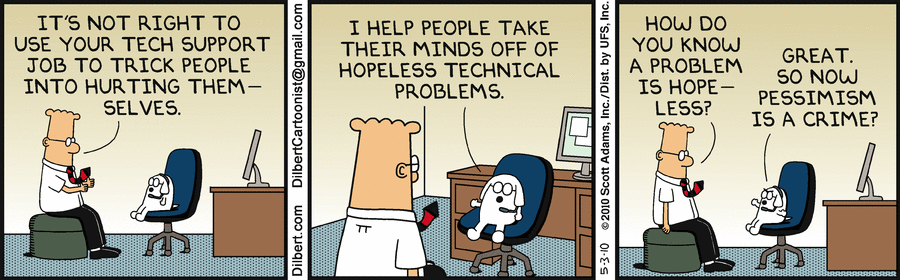 IT'S NOT RIGHT TO
USE YOUR TECH SUPPORT
JOB TO TRICK PEOPLE
INTO HURTING THEM-
SELVES.
Dilbert.com DilbertCartoonist@gmail.com
I HELP PEOPLE TAKE
THEIR MINDS OFF OF
HOPELESS TECHNICAL
PROBLEMS.
5-3-10 ©2010 Scott Adams, Inc./Dist. by UFS, Inc.
HOW DO
YOU KNOW
A PROBLEM
IS HOPE-
LESS?
GREAT.
SO NOW
PESSIMISM
IS A CRIME?